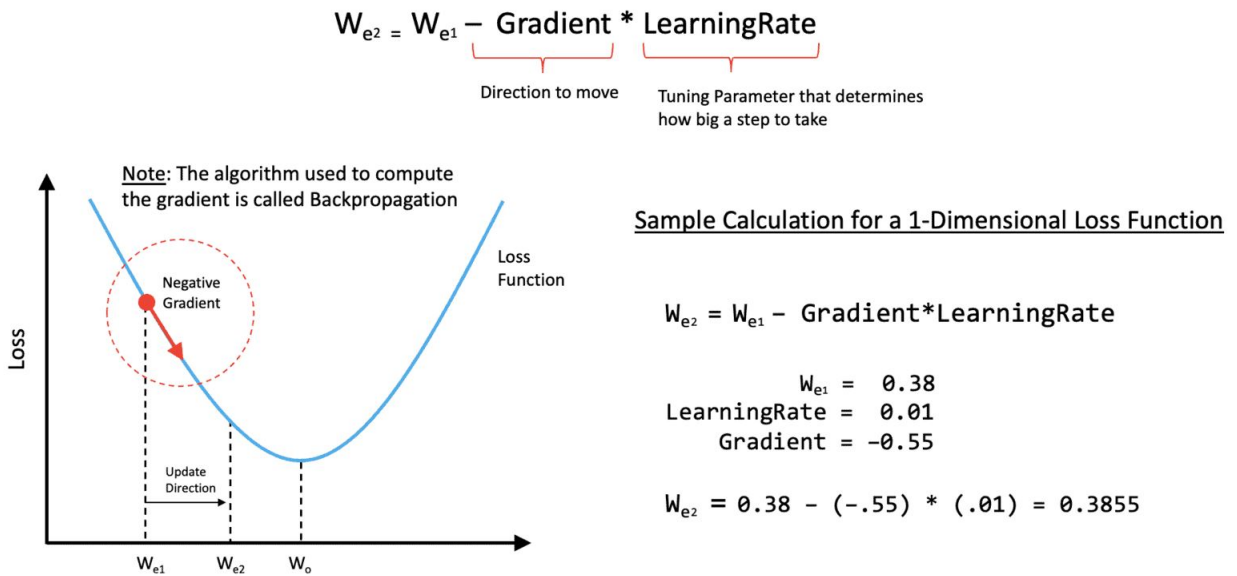 We2 = We1 – Gradient * LearningRate
Direction to move
Tuning Parameter that determines
how big a step to take
Note: The algorithm used to compute
the gradient is called Backpropagation
Loss
Negative
Gradient
Loss
Function
Update
Direction
We1
We2
Wo
Sample Calculation for a 1-Dimensional Loss Function
We2 = We1 – Gradient*LearningRate
We1 = 0.38
LearningRate = 0.01
Gradient = –0.55
We2 = 0.38 – (–.55) * (.01) = 0.3855